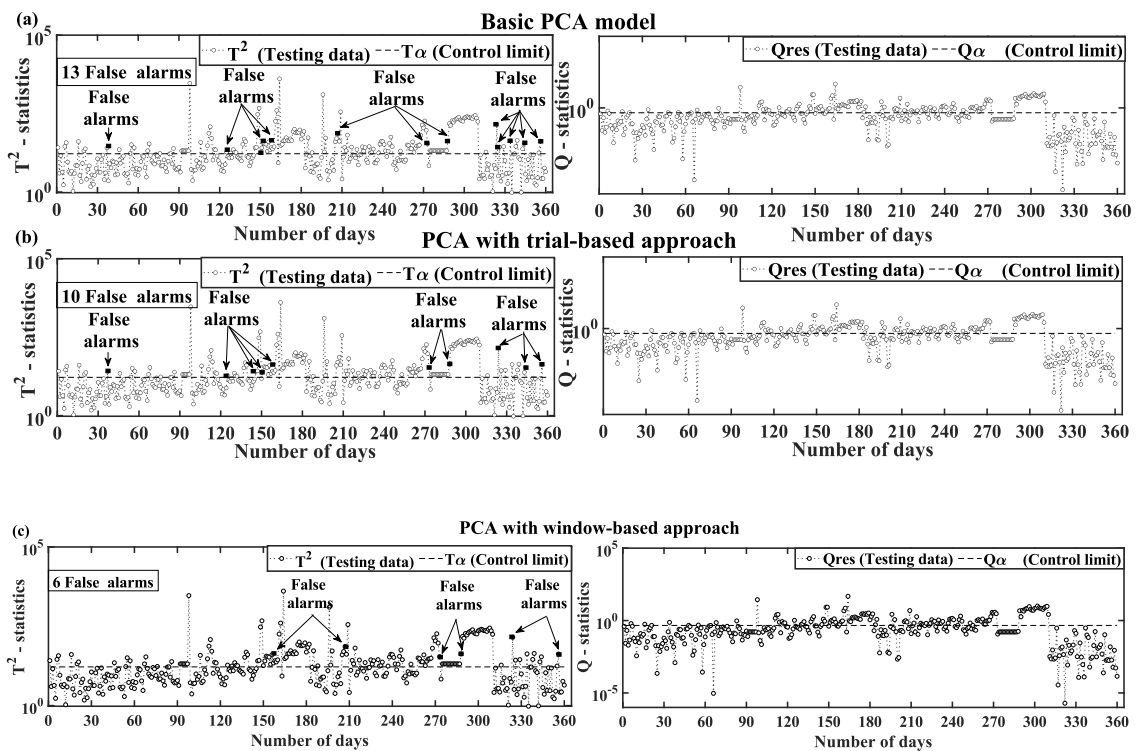 (a)
Basic PCA model
10^5
T^2 (Testing data)
Tα (Control limit)
13 False alarms
False
alarms
False
alarms
False
alarms
False
alarms
T^2 - statistics
10^0
0 30 60 90 120 150 180 210 240 270 300 330 360
Number of days
Qres (Testing data)
Qα (Control limit)
Q - statistics
10^0
0 30 60 90 120 150 180 210 240 270 300 330 360
Number of days
(b)
PCA with trial-based approach
10^5
T^2 (Testing data)
Tα (Control limit)
10 False alarms
False
alarms
False
alarms
False
alarms
False
alarms
T^2 - statistics
10^0
0 30 60 90 120 150 180 210 240 270 300 330 360
Number of days
Qres (Testing data)
Qα (Control limit)
Q - statistics
10^0
0 30 60 90 120 150 180 210 240 270 300 330 360
Number of days
(c)
PCA with window-based approach
10^5
T^2 (Testing data)
Tα (Control limit)
6 False alarms
False
alarms
False
alarms
False
alarms
T^2 - statistics
10^0
0 30 60 90 120 150 180 210 240 270 300 330 360
Number of days
10^5
Qres (Testing data)
Qα (Control limit)
Q - statistics
10^0
10^-5
0 30 60 90 120 150 180 210 240 270 300 330 360
Number of days